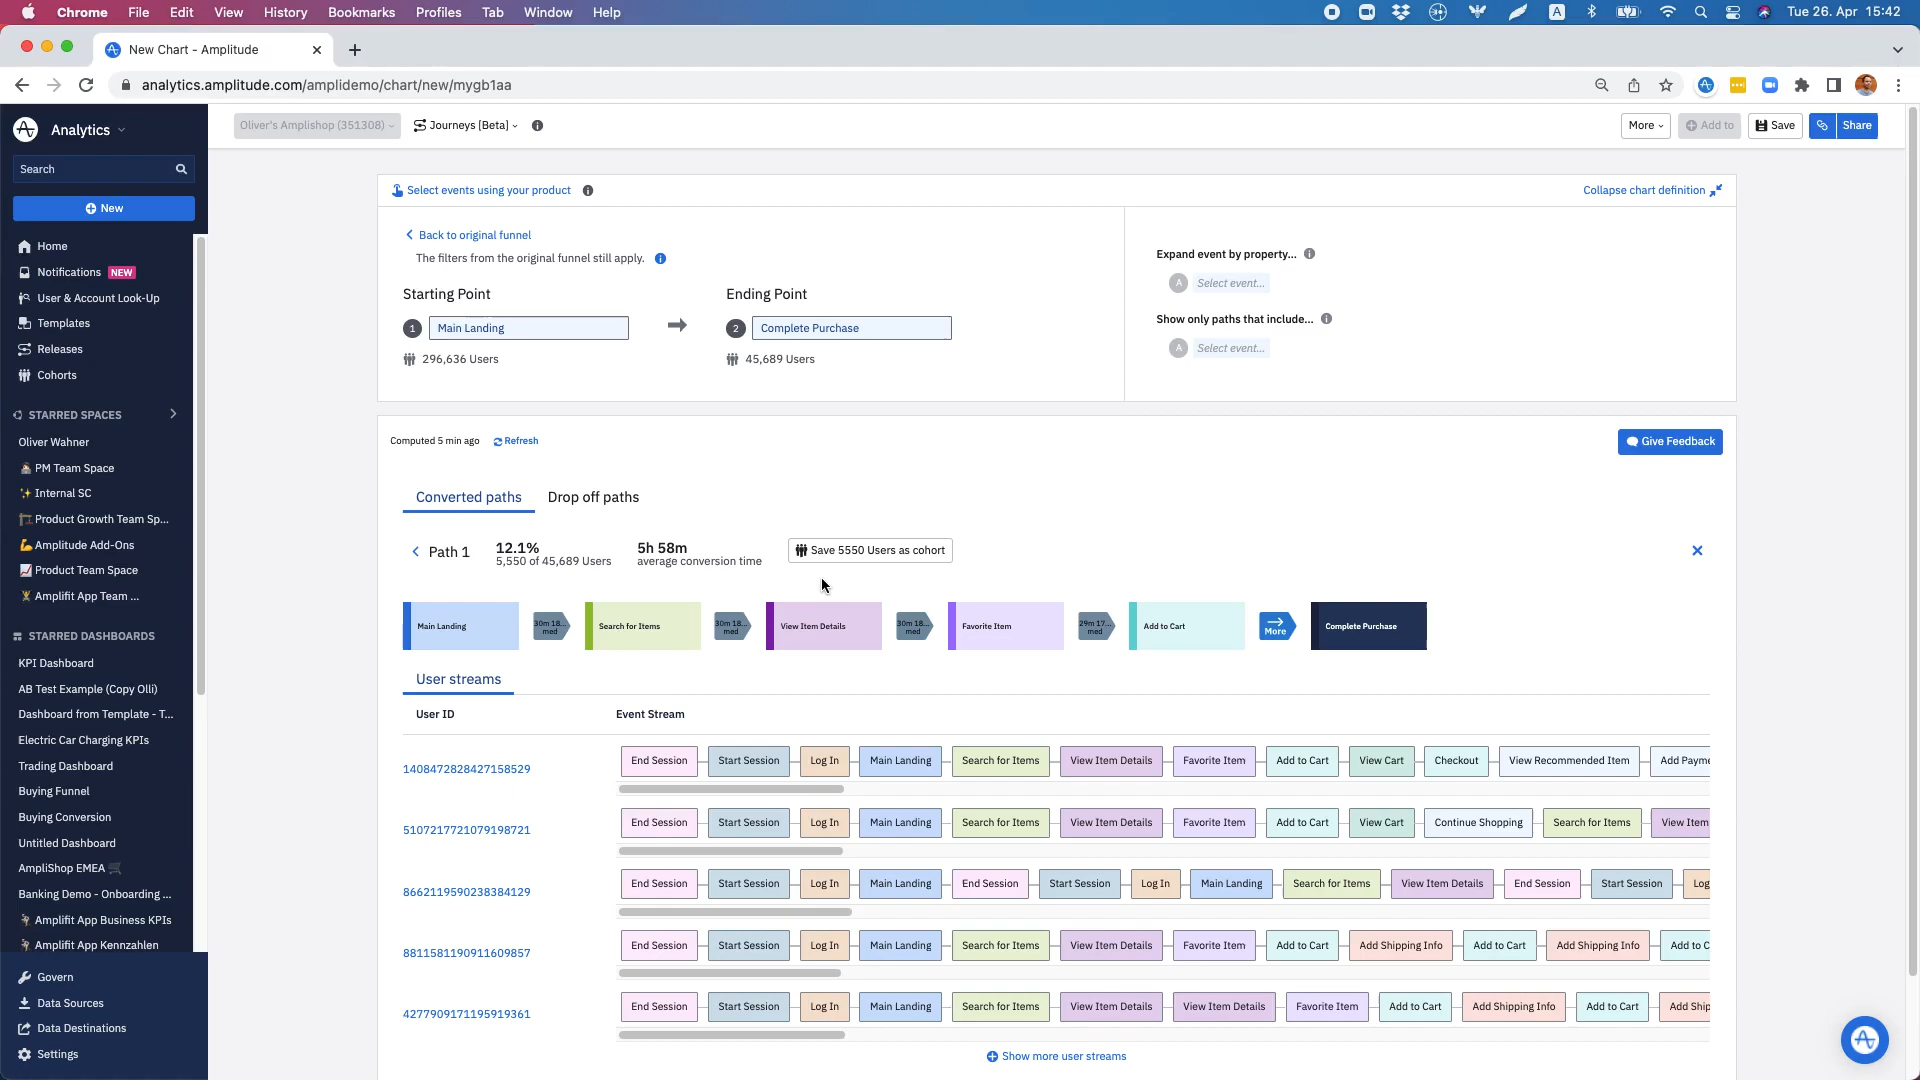 Chrome File Edit View History Bookmarks Profiles Tab Window Help Tue 26. Apr 15:42
New Chart - Amplitude
analytics.amplitude.com/amplidemo/chart/new/mygb1aa
Analytics
Oliver's Amplishop (351308) Journeys [Beta] More Add to Save Share
Search
New
Home
Notifications NEW
User & Account Look-Up
Templates
Releases
Cohorts
STARRED SPACES
Oliver Wahner
PM Team Space
Internal SC
Product Growth Team Sp...
Amplitude Add-Ons
Product Team Space
Amplifit App Team ...
STARRED DASHBOARDS
KPI Dashboard
AB Test Example (Copy Olli)
Dashboard from Template - T...
Electric Car Charging KPIs
Trading Dashboard
Buying Funnel
Buying Conversion
Untitled Dashboard
AmpliShop EMEA
Banking Demo - Onboarding ...
Amplifit App Business KPIs
Amplifit App Kennzahlen
Govern
Data Sources
Data Destinations
Settings
Select events using your product Collapse chart definition
Back to original funnel
The filters from the original funnel still apply.
Starting Point Ending Point
1 Main Landing 2 Complete Purchase
296,636 Users 45,689 Users
Expand event by property...
A Select event...
Show only paths that include...
A Select event...
Computed 5 min ago Refresh Give Feedback
Converted paths Drop off paths
Path 1 12.1% 5h 58m Save 5550 Users as cohort
5,550 of 45,689 Users average conversion time
Main Landing 30m 18... med Search for Items 30m 18... med View Item Details 30m 18... med Favorite Item 29m 17... med Add to Cart More Complete Purchase
User streams
User ID Event Stream
1408472828427158529 End Session Start Session Log In Main Landing Search for Items View Item Details Favorite Item Add to Cart View Cart Checkout View Recommended Item Add Payme
5107217721079198721 End Session Start Session Log In Main Landing Search for Items View Item Details Favorite Item Add to Cart View Cart Continue Shopping Search for Items View Item
8662119590238384129 End Session Start Session Log In Main Landing End Session Start Session Log In Main Landing Search for Items View Item Details End Session Start Session Log
8811581190911609857 End Session Start Session Log In Main Landing Search for Items View Item Details Favorite Item Add to Cart Add Shipping Info Add to Cart Add Shipping Info Add to C
4277909171195919361 End Session Start Session Log In Main Landing Search for Items View Item Details View Item Details Favorite Item Add to Cart Add Shipping Info Add to Cart Add Ship
Show more user streams